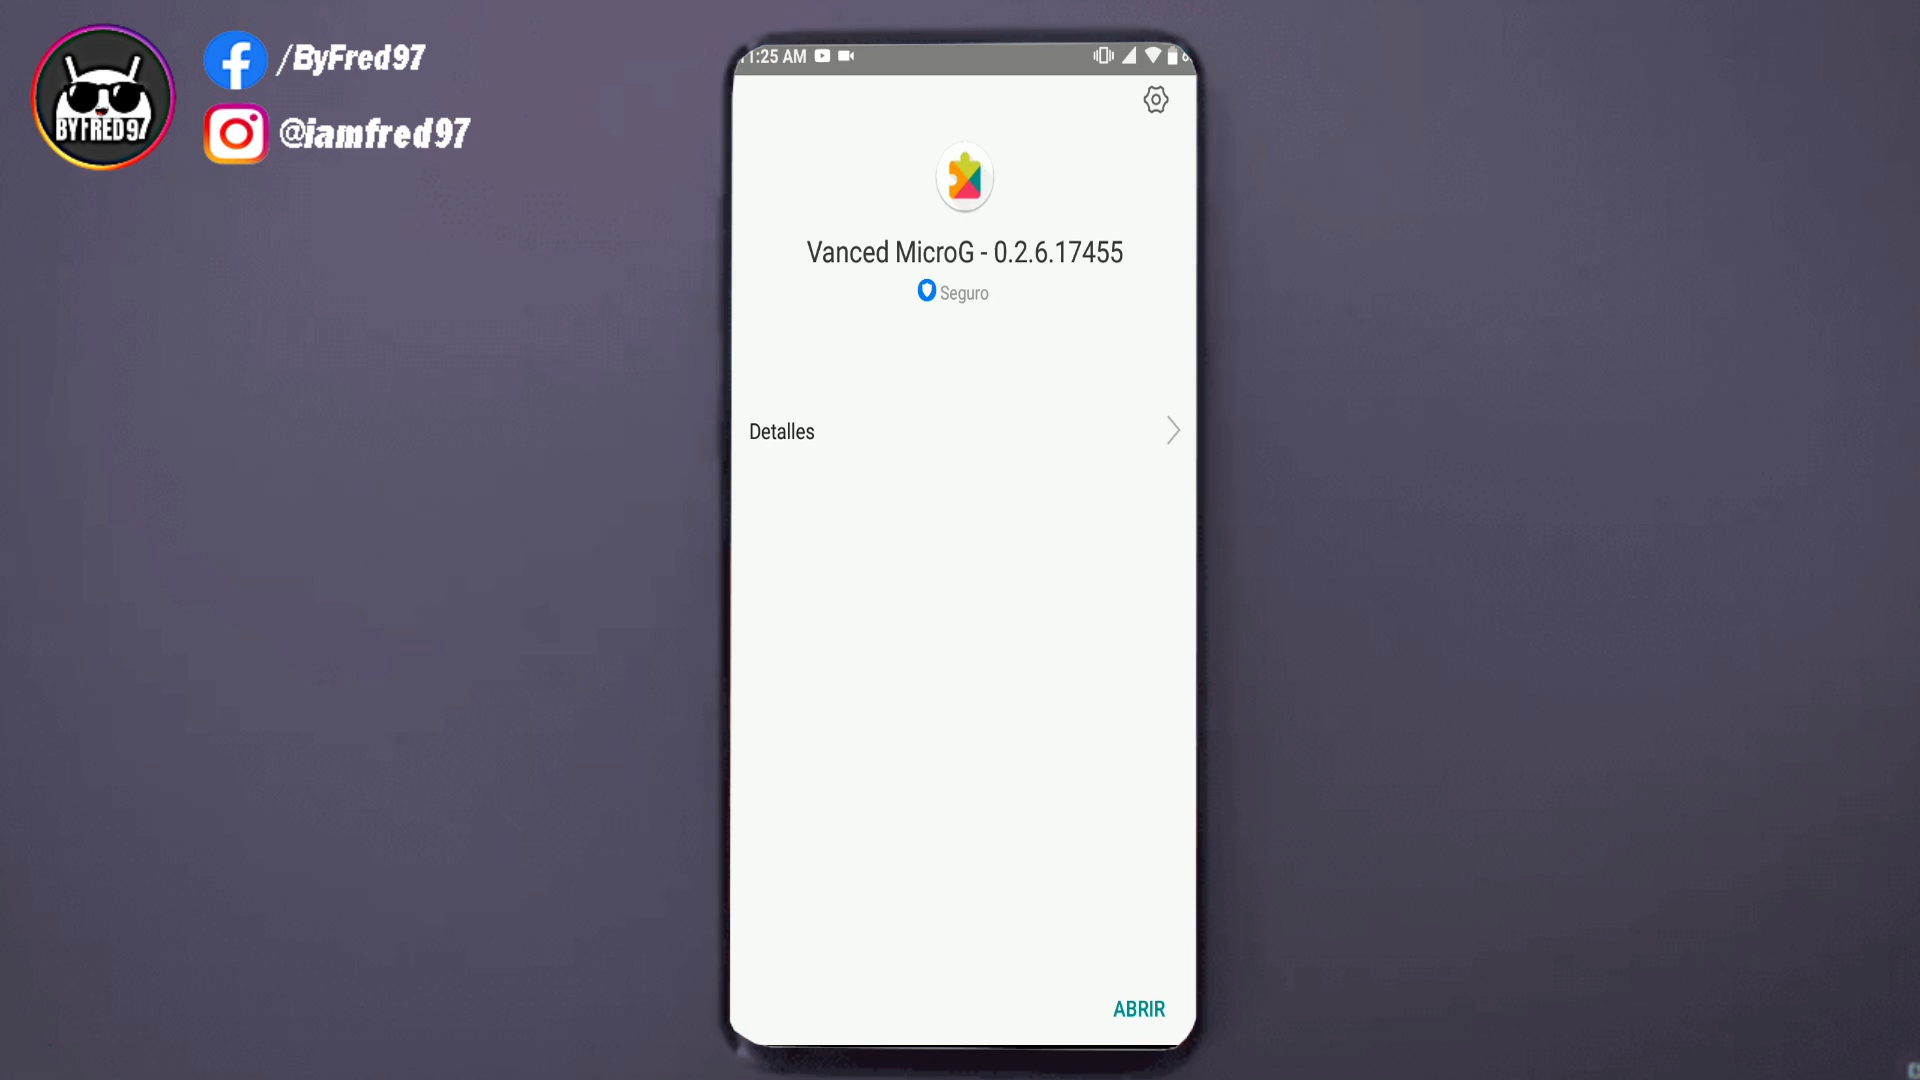 BYFRED97
/ByFred97
@iamfred97
1:25 AM
Vanced MicroG - 0.2.6.17455
Seguro
Detalles
ABRIR